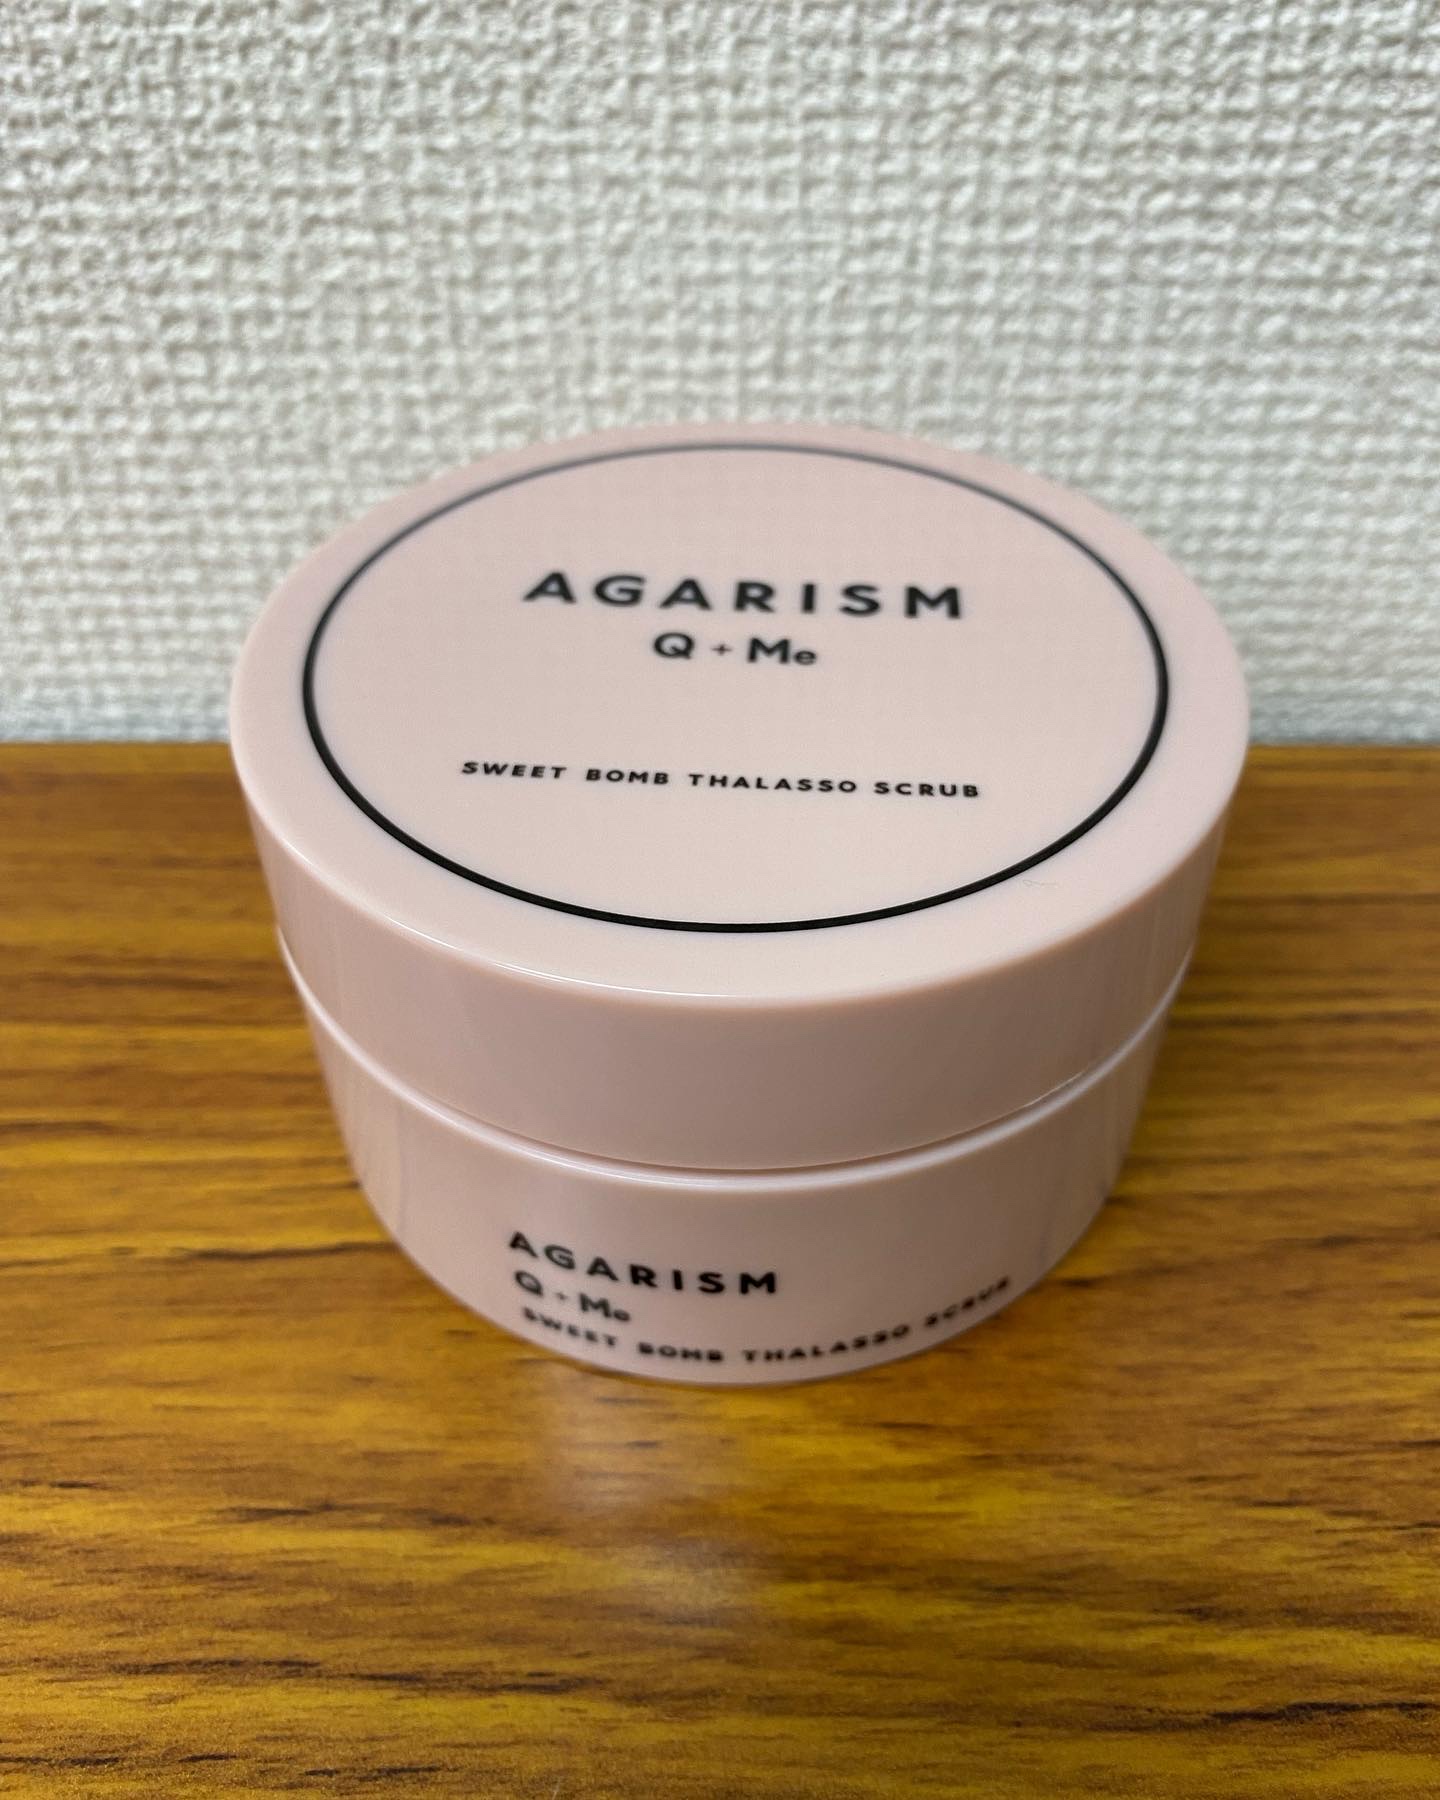 AGARISM
Q + Me
SWEET BOMB THALASSO SCRUB
AGARISM
Q + Me
SWEET BOMB THALASSO SCRUB